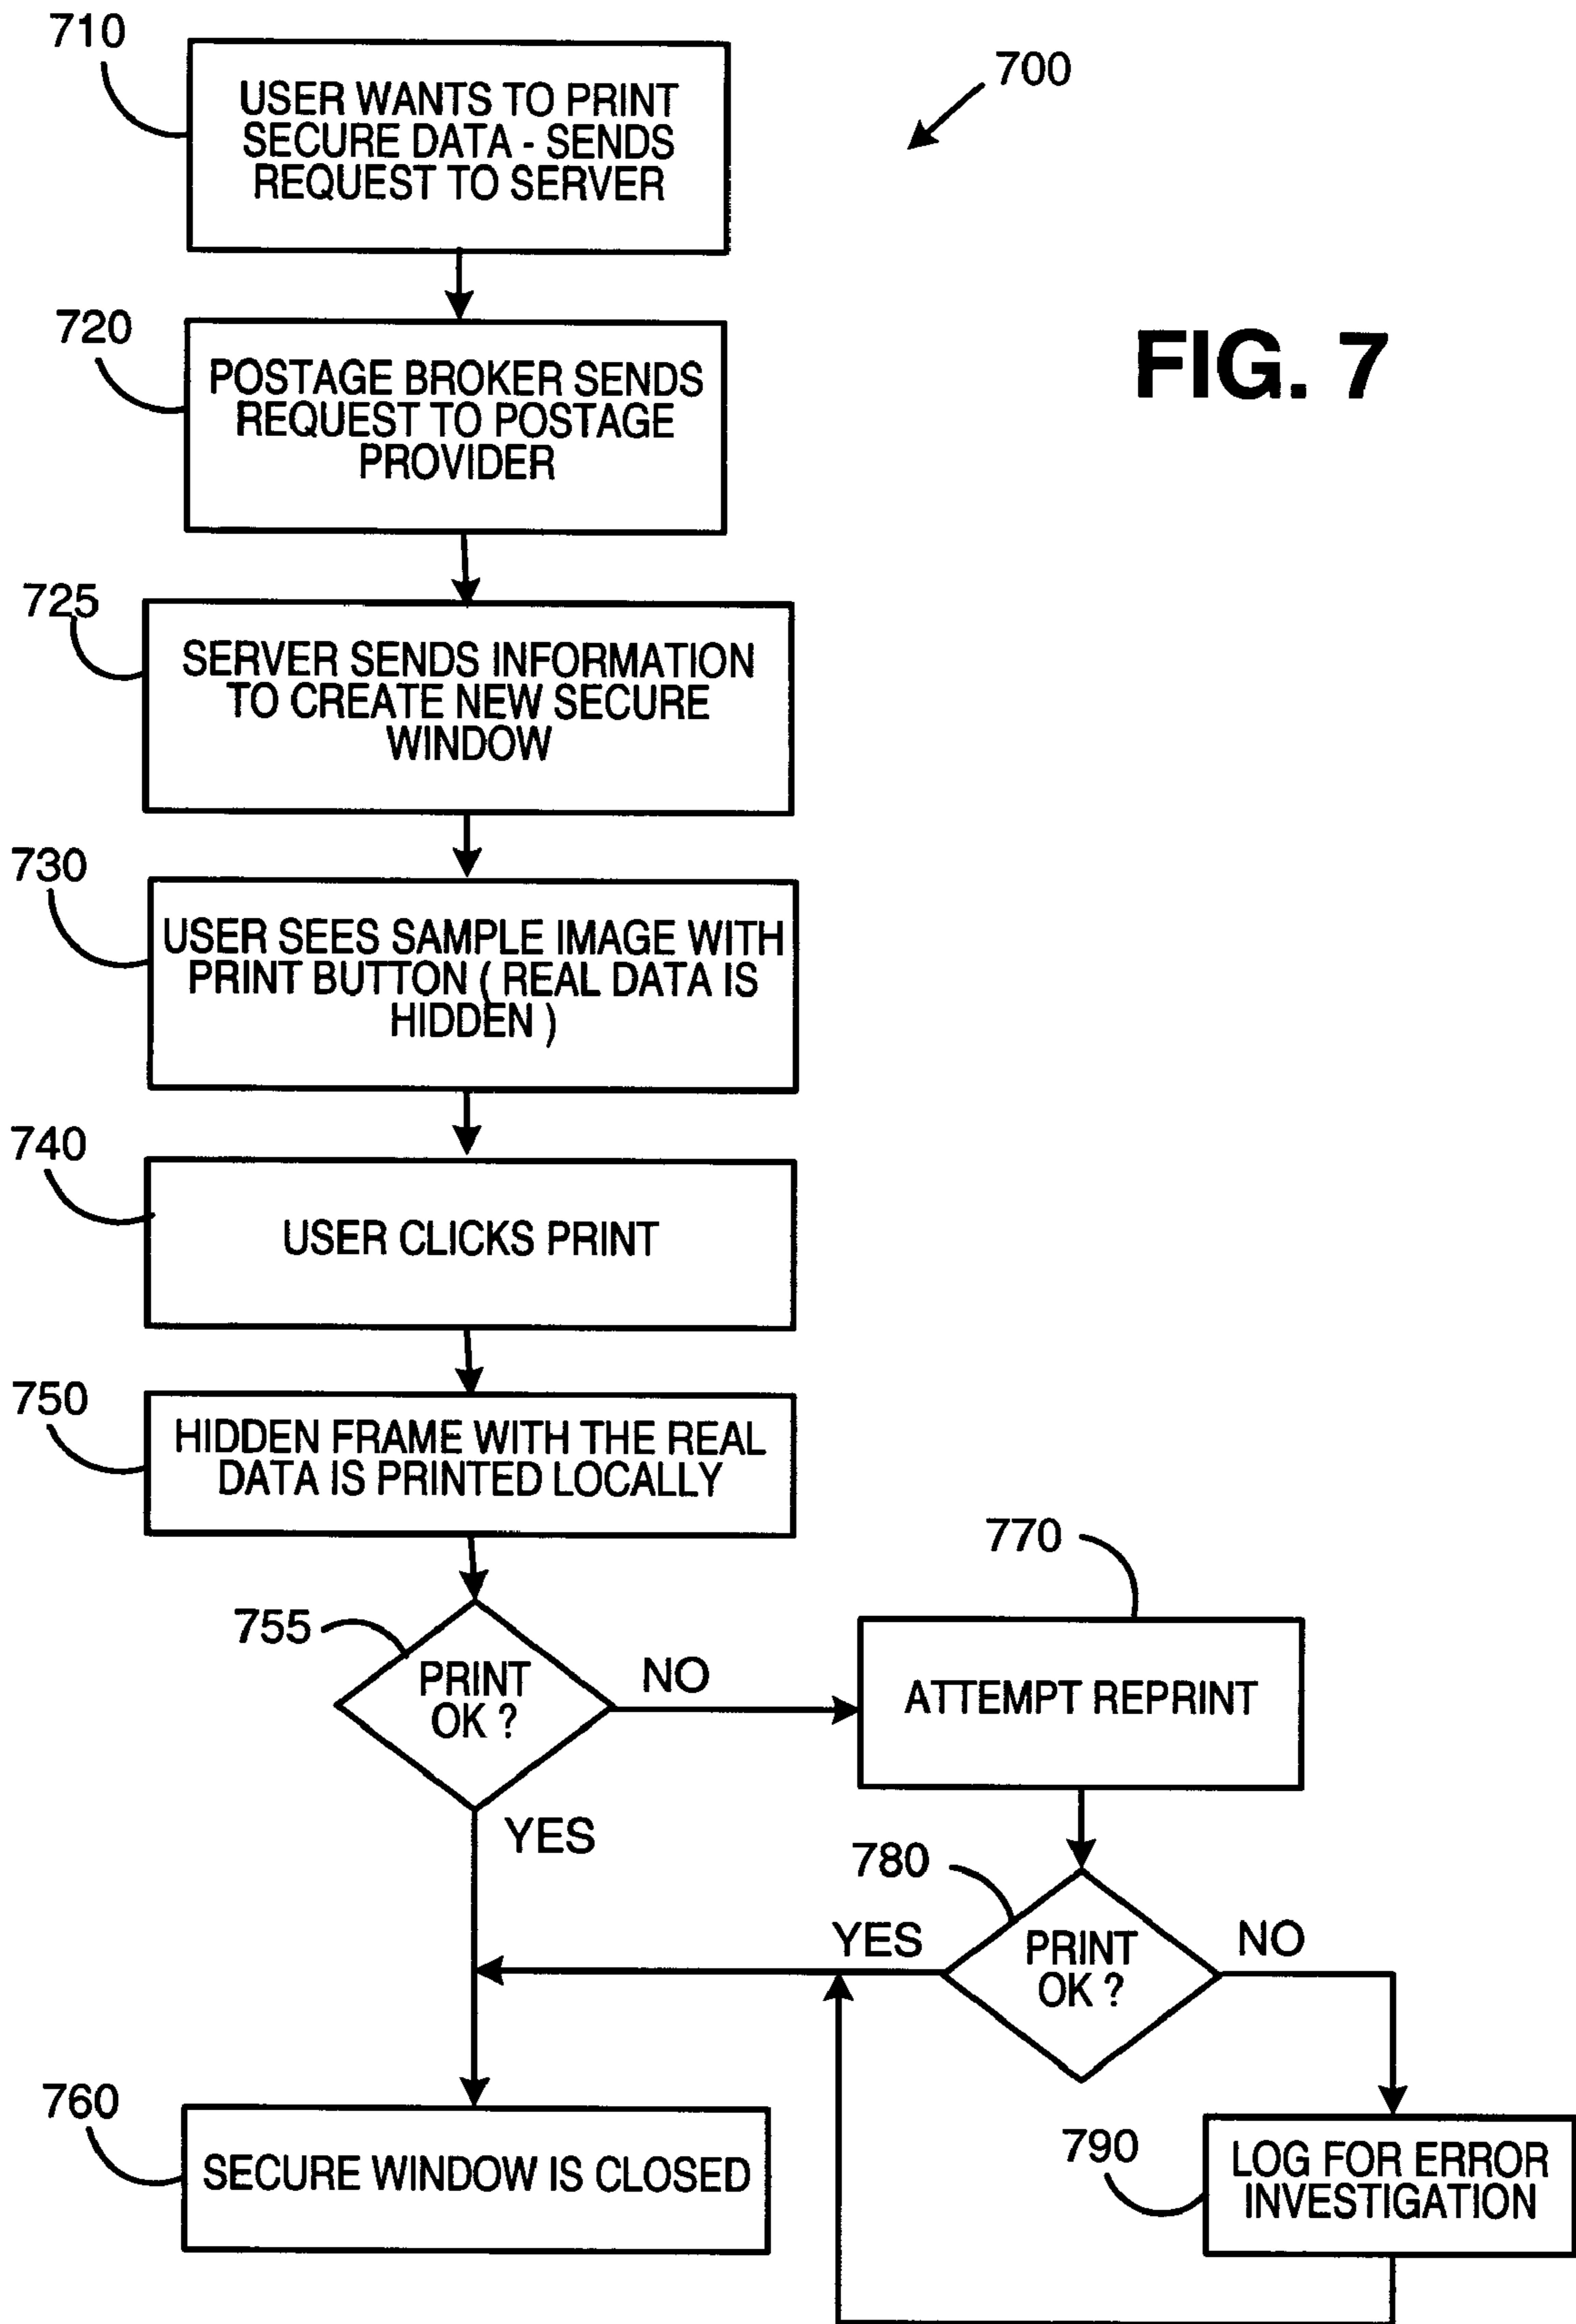 710
USER WANTS TO PRINT
SECURE DATA - SENDS
REQUEST TO SERVER
700
FIG. 7
720
POSTAGE BROKER SENDS
REQUEST TO POSTAGE
PROVIDER
725
SERVER SENDS INFORMATION
TO CREATE NEW SECURE
WINDOW
730
USER SEES SAMPLE IMAGE WITH
PRINT BUTTON ( REAL DATA IS
HIDDEN )
740
USER CLICKS PRINT
750
HIDDEN FRAME WITH THE REAL
DATA IS PRINTED LOCALLY
755
PRINT
OK ?
NO
YES
770
ATTEMPT REPRINT
780
PRINT
OK ?
YES
NO
760
SECURE WINDOW IS CLOSED
790
LOG FOR ERROR
INVESTIGATION